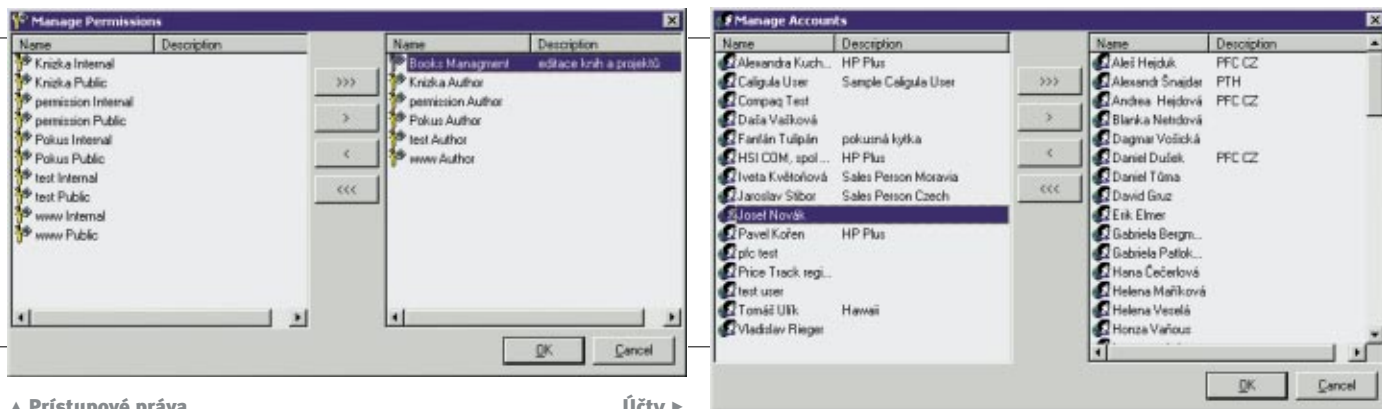 Manage Permissions
Name Description
Knizka Internal
Knizka Public
permission Internal
permission Public
Pokus Internal
Pokus Public
test Internal
test Public
www Internal
www Public
>>>
>
<
<<<
Name Description
Books Managment editace knih a projektů
Knizka Author
permission Author
Pokus Author
test Author
www Author
OK Cancel
▲ Prístupové práva
Manage Accounts
Name Description
Alexandra Kuch... HP Plus
Caligula User Sample Caligula User
Compaq Test
Daša Vašková
Fanfán Tulipán pokusná kytka
HSI COM, spol... HP Plus
Iveta Květoňová Sales Person Moravia
Jaroslav Stibor Sales Person Czech
Josef Novák
Pavel Kořen HP Plus
pfc test
Price Track regi...
test user
Tomáš Ulik Hawaii
Vladislav Rieger
>>>
>
<
<<<
Name Description
Aleš Hejduk PFC CZ
Alexandr Šnajdar PTH
Andrea Hejdová PFC CZ
Blanka
Dagmar Vošická
Daniel Dušek PFC CZ
Daniel Tůma
David Gruz
Erik Elmer
Gabriela Bergm...
Gabriela Patlok...
Hana Čečerlová
Helena Maříková
Helena Veselá
Honza Vaňous
OK Cancel
Účty ►